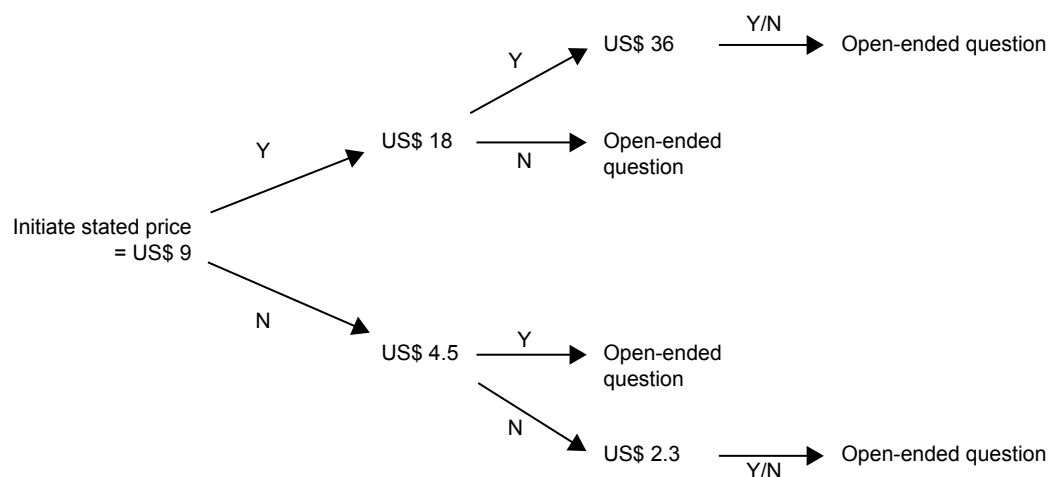 US$ 36
Y/N
Open-ended question
Y
US$ 18
N
Open-ended
question
Y
Initiate stated price
= US$ 9
N
US$ 4.5
Y
Open-ended
question
N
US$ 2.3
Y/N
Open-ended question